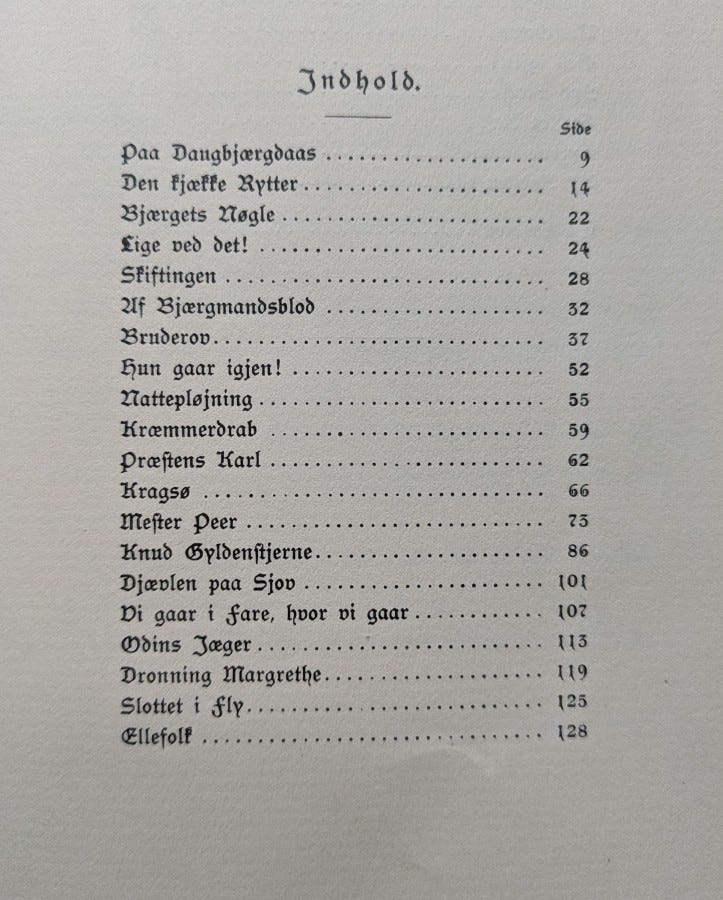 Indhold.
Side
Paa Daugbjærgdaas ........................ 9
Den kjække Rytter .......................... 14
Bjærgets Nøgle ............................ 22
Lige ved det! .............................. 24
Skiftingen ................................. 28
Af Bjærgmandsblod ........................ 32
Bruderov................................... 37
Hun gaar igjen! ........................... 52
Nattepløjning .............................. 55
Kræmmerdrab .............................. 59
Præstens Karl .............................. 62
Kragsø .................................... 66
Mester Peer ................................ 73
Knud Gyldenstjerne......................... 86
Djævlen paa Sjov .......................... 101
Vi gaar i Fare, hvor vi gaar .............. 107
Odins Jæger ............................... 113
Dronning Margrethe........................ 119
Slottet i Fly................................ 125
Ellefolk ................................... 128